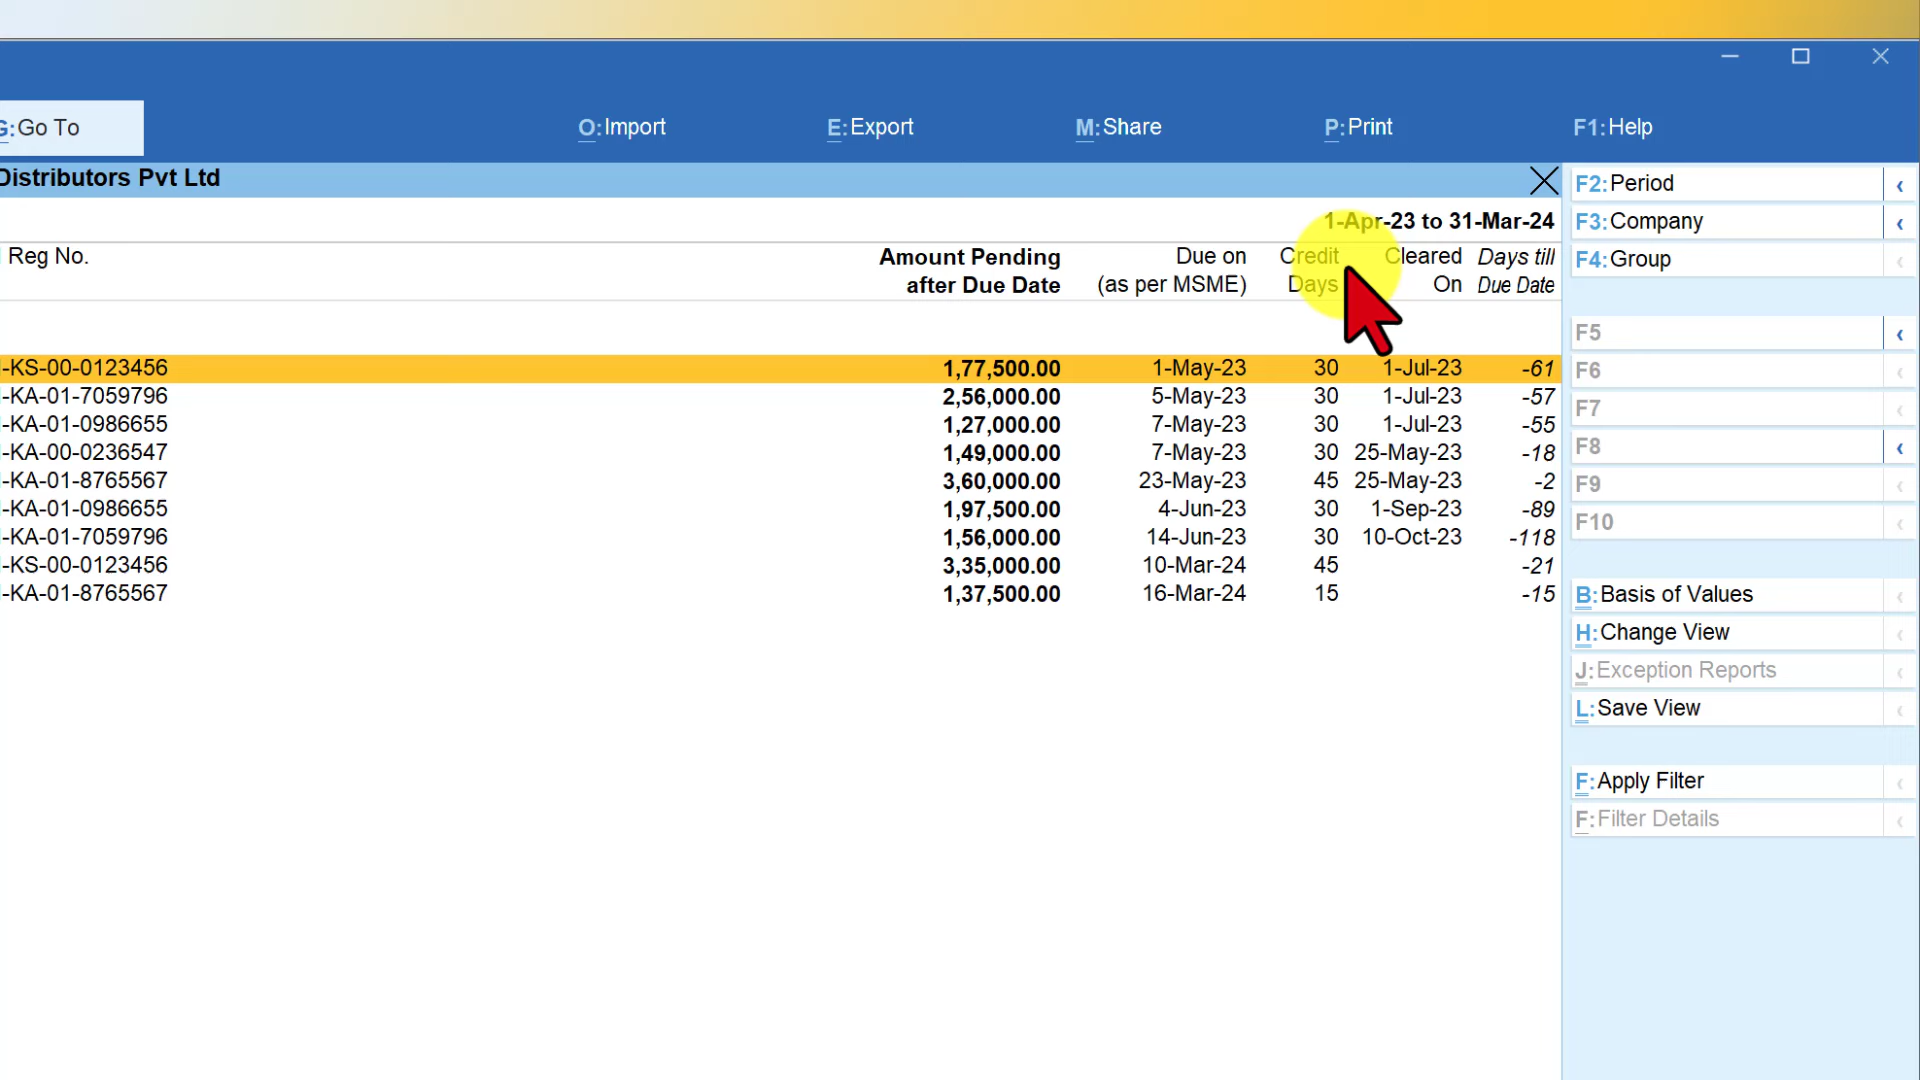 G: Go To O: Import E: Export M: Share P: Print F1: Help
Distributors Pvt Ltd
1-Apr-23 to 31-Mar-24
Reg No. Amount Pending Due on Credit Cleared Days till
after Due Date (as per MSME) Days On Due Date
-KS-00-0123456 1,77,500.00 1-May-23 30 1-Jul-23 -61
-KA-01-7059796 2,56,000.00 5-May-23 30 1-Jul-23 -57
-KA-01-0986655 1,27,000.00 7-May-23 30 1-Jul-23 -55
-KA-00-0236547 1,49,000.00 7-May-23 30 25-May-23 -18
-KA-01-8765567 3,60,000.00 23-May-23 45 25-May-23 -2
-KA-01-0986655 1,97,500.00 4-Jun-23 30 1-Sep-23 -89
-KA-01-7059796 1,56,000.00 14-Jun-23 30 10-Oct-23 -118
-KS-00-0123456 3,35,000.00 10-Mar-24 45 -21
-KA-01-8765567 1,37,500.00 16-Mar-24 15 -15
F2: Period
F3: Company
F4: Group
F5
F6
F7
F8
F9
F10
B: Basis of Values
H: Change View
J: Exception Reports
L: Save View
F: Apply Filter
F: Filter Details